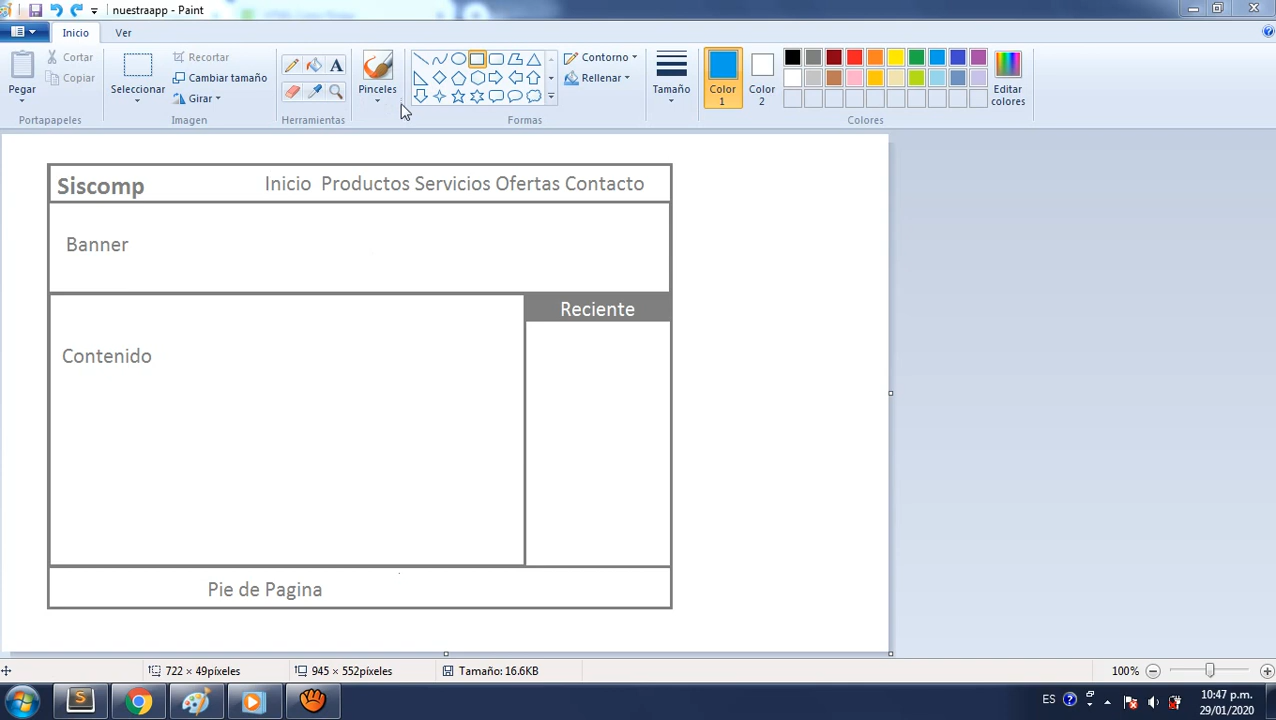 nuestraapp - Paint
Inicio Ver
Pegar
Cortar
Copiar
Portapapeles
Seleccionar
Recortar
Cambiar tamaño
Girar
Imagen
A
Herramientas
Pinceles
Contorno
Rellenar
Formas
Tamaño
Color 1
Color 2
Editar colores
Colores
Siscomp Inicio Productos Servicios Ofertas Contacto
Banner
Reciente
Contenido
Pie de Pagina
722 × 49píxeles 945 × 552píxeles Tamaño: 16.6KB 100%
ES 10:47 p.m.
29/01/2020